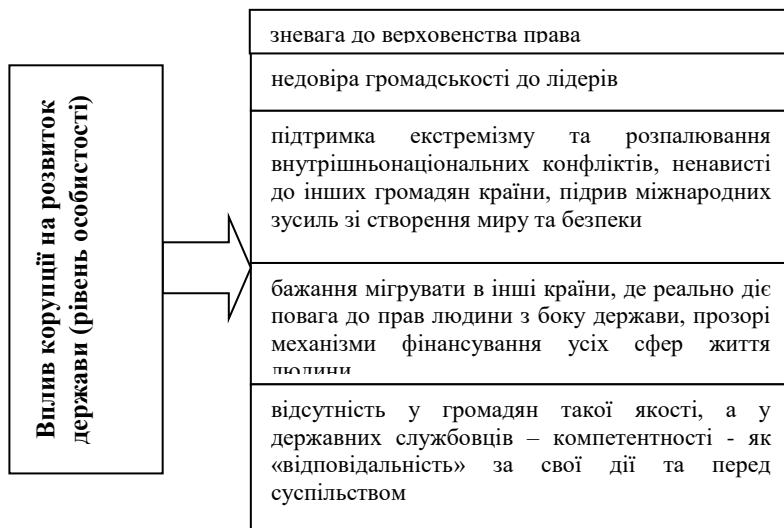 Вплив корупції на розвиток
держави (рівень особистості)
зневага до верховенства права
недовіра громадськості до лідерів
підтримка екстремізму та розпалювання
внутрішньонаціональних конфліктів, ненависті
до інших громадян країни, підрив міжнародних
зусиль зі створення миру та безпеки
бажання мігрувати в інші країни, де реально діє
повага до прав людини з боку держави, прозорі
механізми фінансування усіх сфер життя
людини
відсутність у громадян такої якості, а у
державних службовців – компетентності - як
«відповідальність» за свої дії та перед
суспільством